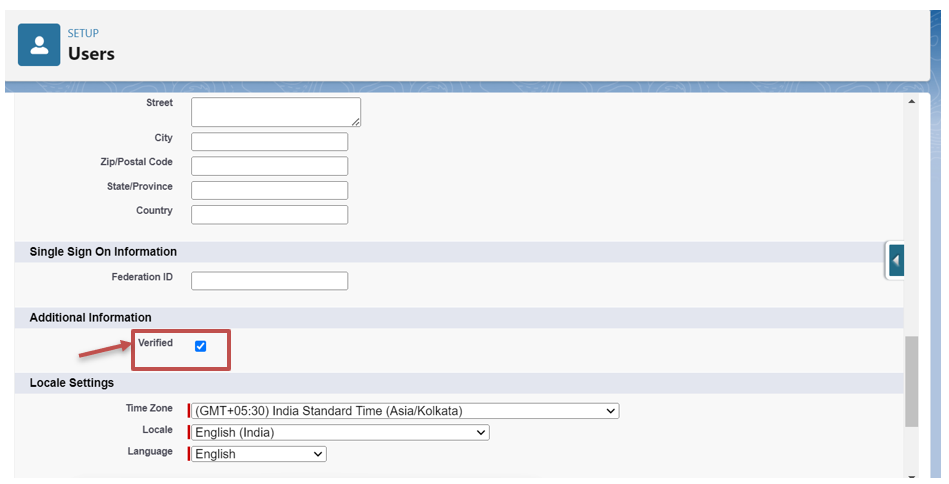 SETUP
Users
Street
City
Zip/Postal Code
State/Province
Country
Single Sign On Information
Federation ID
Additional Information
Verified
Locale Settings
Time Zone (GMT+05:30) India Standard Time (Asia/Kolkata)
Locale English (India)
Language English